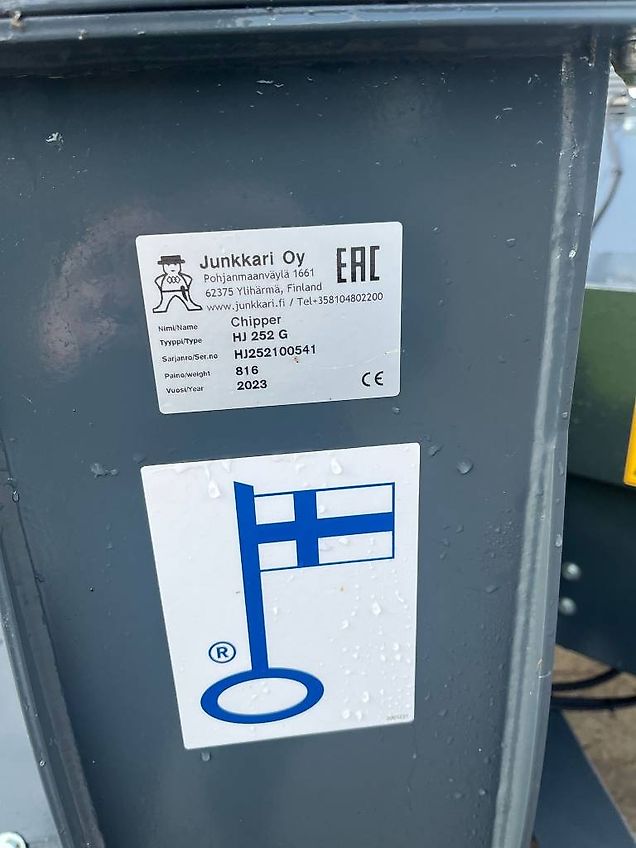 Junkkari Oy
EAC
Pohjanmaanväylä 1661
62375 Ylihärmä, Finland
www.junkkari.fi / Tel+358104802200
Nimi/Name Chipper
Tyyppi/Type HJ 252 G
Sarjanro/Ser.no HJ252100541
Paino/weight 816
Vuosi/Year 2023
CE
®